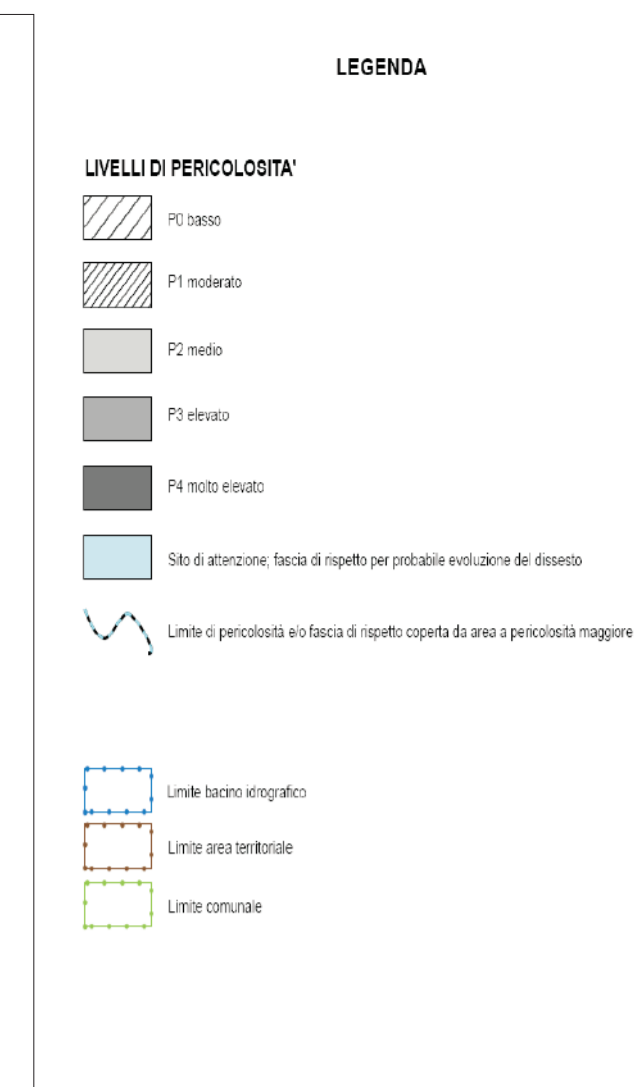 LEGENDA
LIVELLI DI PERICOLOSITA'
P0 basso
P1 moderato
P2 medio
P3 elevato
P4 molto elevato
Sito di attenzione; fascia di rispetto per probabile evoluzione del dissesto
Limite di pericolosità e/o fascia di rispetto coperta da area a pericolosità maggiore
Limite bacino idrografico
Limite area territoriale
Limite comunale